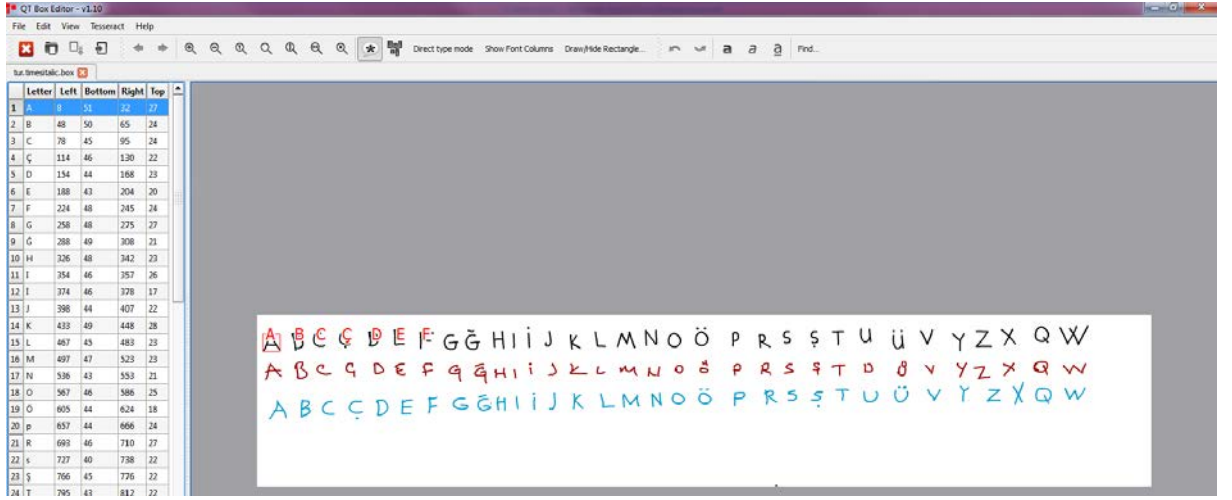 QT Box Editor - v1.10
File Edit View Tesseract Help
Direct type mode Show Font Columns Draw/Hide Rectangle... a a a Find...
tur.timesitalic.box
Letter Left Bottom Right Top
1 A 8 51 32 27
2 B 48 50 65 24
3 C 78 45 95 24
4 Ç 114 46 130 22
5 D 154 44 168 23
6 E 188 43 204 20
7 F 224 48 245 24
8 G 258 48 275 27
9 Ğ 288 49 308 21
10 H 326 48 342 23
11 I 354 46 357 26
12 İ 374 46 378 17
13 J 398 44 407 22
14 K 433 49 448 28
15 L 467 45 483 23
16 M 497 47 523 23
17 N 536 43 553 21
18 O 567 46 586 25
19 Ö 605 44 624 18
20 p 657 44 666 24
21 R 693 46 710 27
22 s 727 40 738 22
23 Ş 766 45 776 22
24 T 795 43 812 22
A B C Ç D E F G Ğ H I İ J K L M N O Ö P R S Ş T U Ü V Y Z X Q W
A B C Ç D E F G Ğ H I İ J K L M N O Ö P R S Ş T U Ü V Y Z X Q W
A B C Ç D E F G Ğ H I İ J K L M N O Ö P R S Ş T U Ü V Y Z X Q W